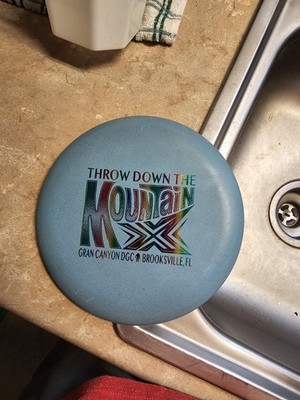 THROW DOWN THE
MOUNTAIN
X
GRAN CANYON DGC BROOKSVILLE, FL